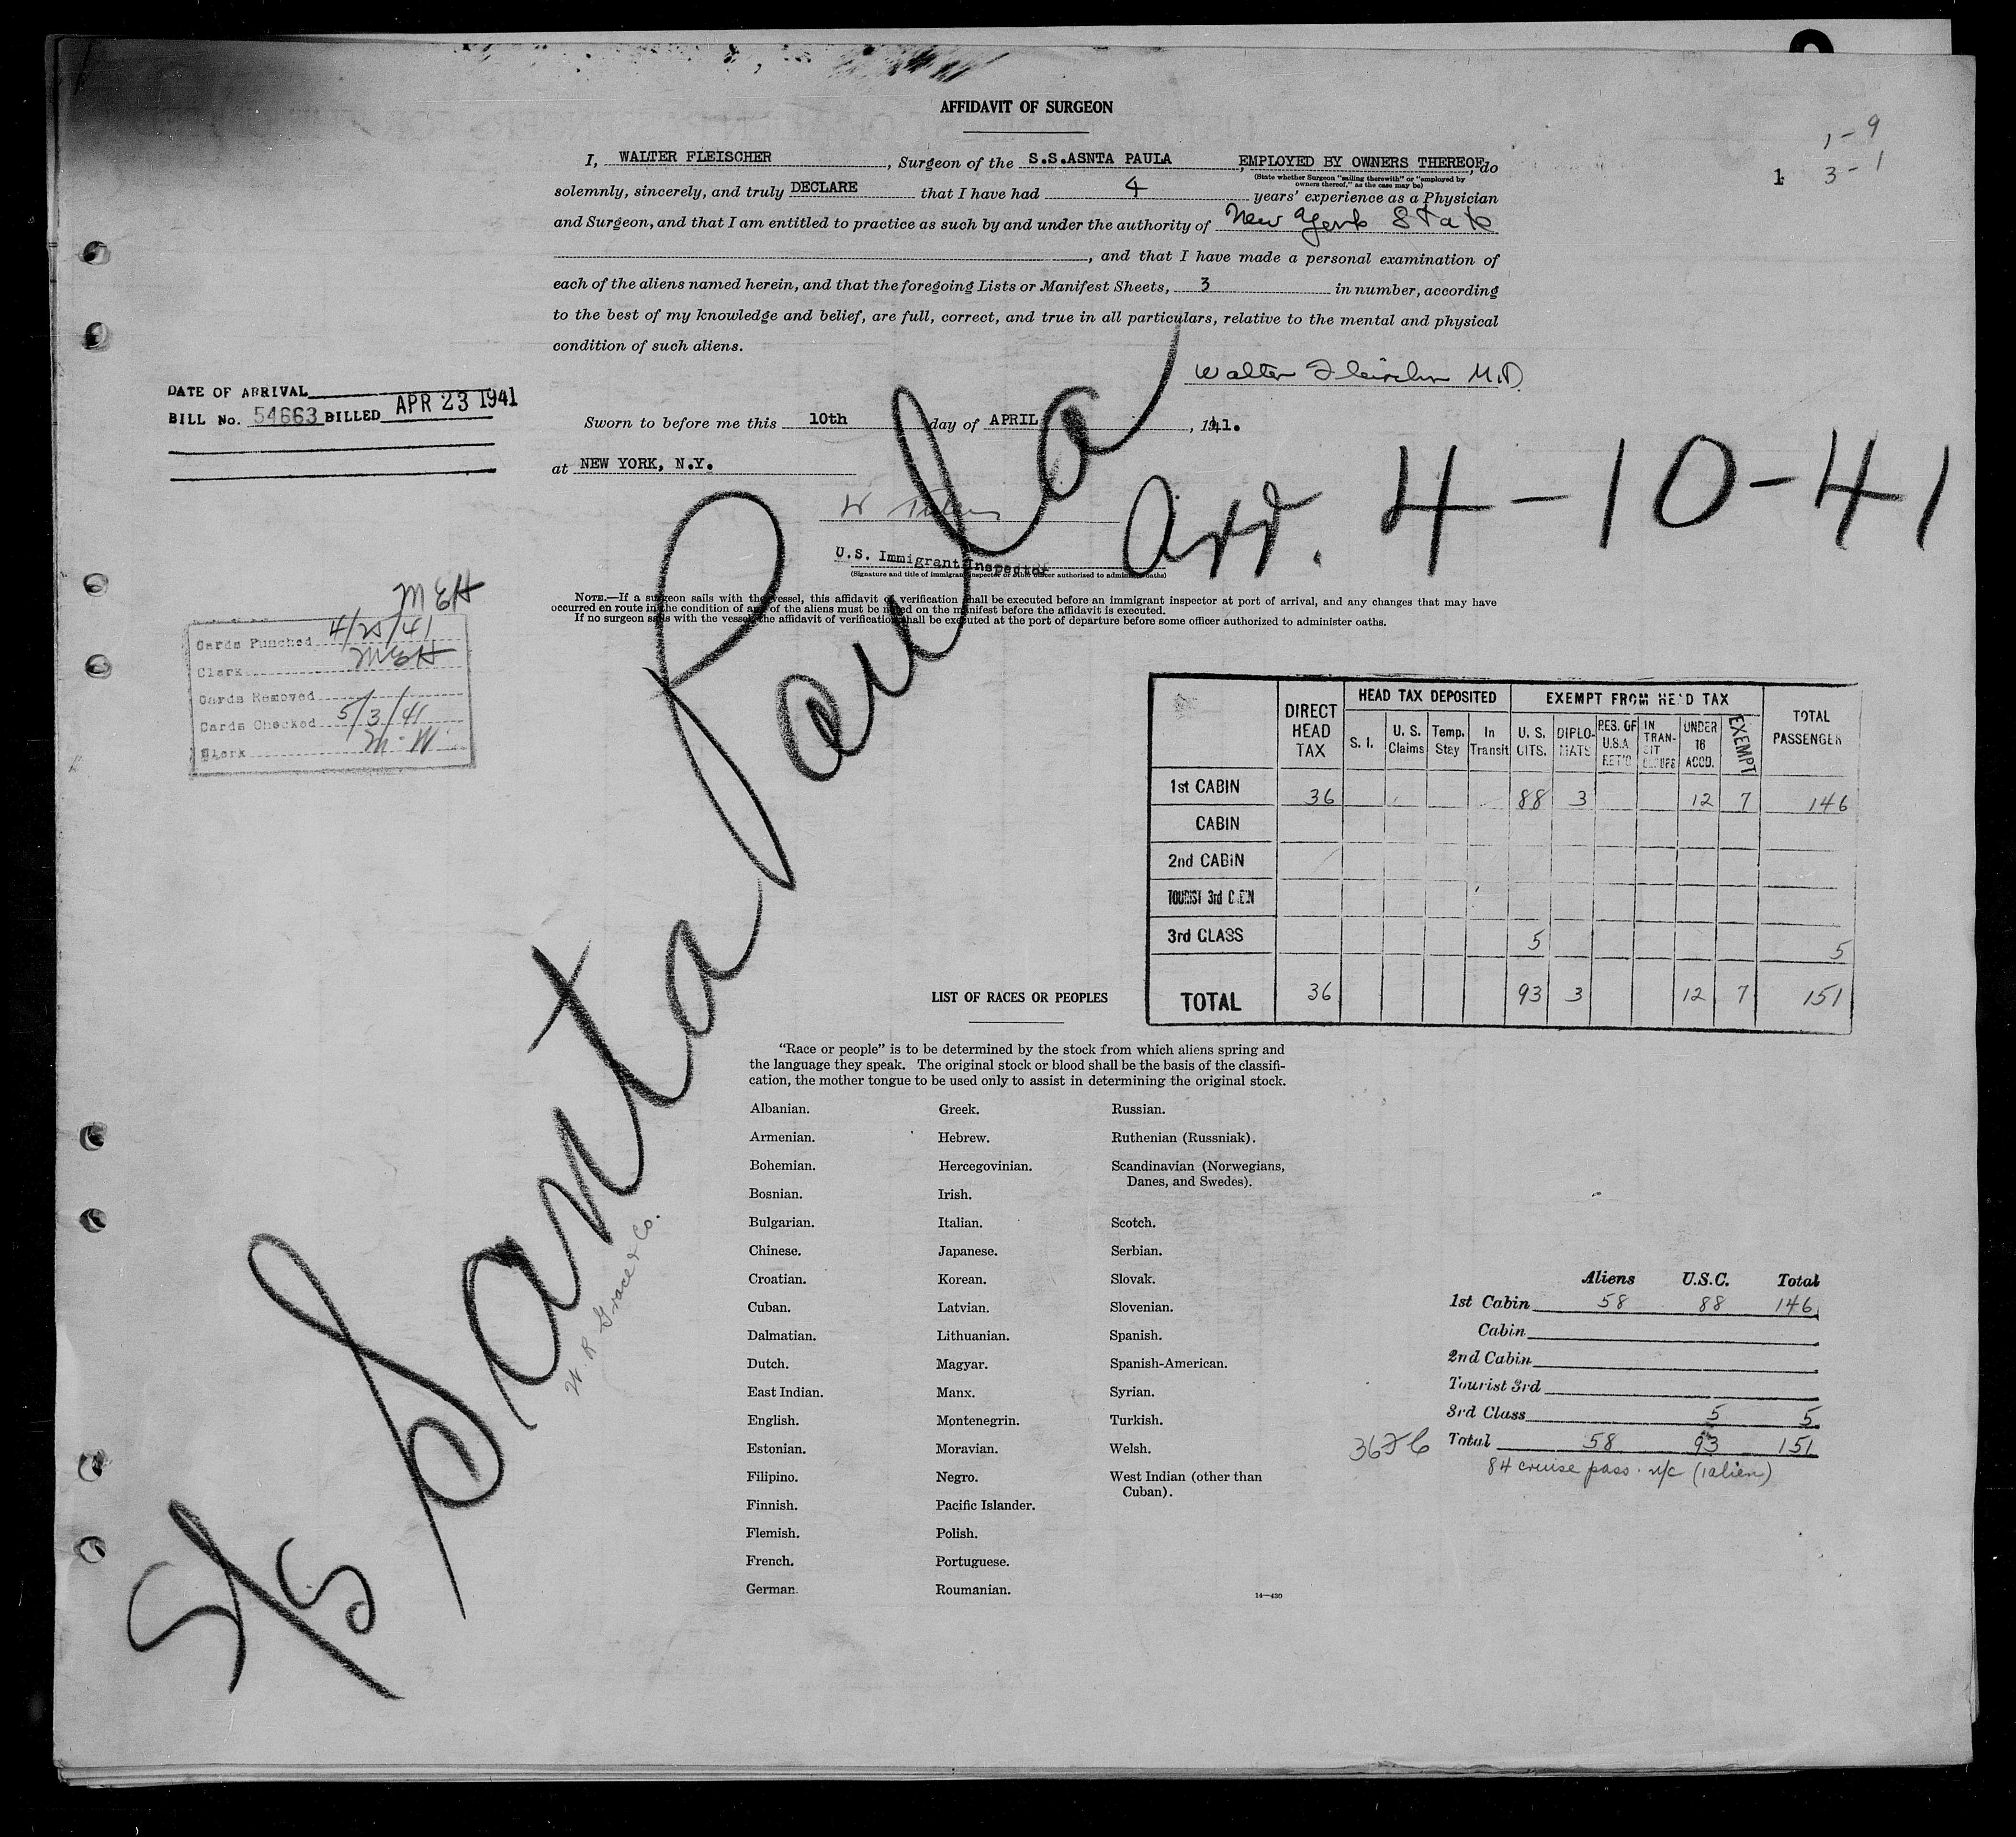 AFFIDAVIT OF SURGEON
1-9
3-1
1
I, WALTER FLEISCHER, Surgeon of the S.S.ASNTA PAULA, EMPLOYED BY OWNERS THEREOF, do
(State whether Surgeon "sailing therewith" or "employed by owners thereof," as the case may be)
solemnly, sincerely, and truly DECLARE that I have had 4 years' experience as a Physician
and Surgeon, and that I am entitled to practice as such by and under the authority of New York State
, and that I have made a personal examination of
each of the aliens named herein, and that the foregoing Lists or Manifest Sheets, 3 in number, according
to the best of my knowledge and belief, are full, correct, and true in all particulars, relative to the mental and physical
condition of such aliens.
Walter Fleischer M.D.
DATE OF ARRIVAL
BILL No. 54663 BILLED APR 23 1941
Sworn to before me this 10th day of APRIL, 1941.
at NEW YORK, N.Y.
Arr. 4-10-41
U.S. Immigrant Inspector
(Signature and title of immigrant inspector or other officer authorized to administer oaths)
NOTE.—If a surgeon sails with the vessel, this affidavit of verification shall be executed before an immigrant inspector at port of arrival, and any changes that may have
occurred en route in the condition of any of the aliens must be noted on the manifest before the affidavit is executed.
If no surgeon sails with the vessel, the affidavit of verification shall be executed at the port of departure before some officer authorized to administer oaths.
MEH
Cards Punched 4/25/41
Clerk MEH
Cards Removed
Cards Checked 5/3/41
Clerk M.W.
S/S Santa Paula
W. R. Grace & Co.
DIRECT HEAD TAX HEAD TAX DEPOSITED EXEMPT FROM HEAD TAX TOTAL PASSENGER
S. I. U. S. Claims Temp. Stay In Transit U. S. CITS. DIPLO-MATS RES. OF U.S.A. RET'G IN TRAN-SIT GROUPS UNDER 16 ACCD. EXEMPT
1st CABIN 36 88 3 12 7 146
CABIN
2nd CABIN
TOURIST 3rd CABIN
3rd CLASS 5 5
TOTAL 36 93 3 12 7 151
LIST OF RACES OR PEOPLES
"Race or people" is to be determined by the stock from which aliens spring and
the language they speak. The original stock or blood shall be the basis of the classifi-
cation, the mother tongue to be used only to assist in determining the original stock.
Albanian. Greek. Russian.
Armenian. Hebrew. Ruthenian (Russniak).
Bohemian. Hercegovinian. Scandinavian (Norwegians,
Danes, and Swedes).
Bosnian. Irish.
Bulgarian. Italian. Scotch.
Chinese. Japanese. Serbian.
Croatian. Korean. Slovak.
Cuban. Latvian. Slovenian.
Dalmatian. Lithuanian. Spanish.
Dutch. Magyar. Spanish-American.
East Indian. Manx. Syrian.
English. Montenegrin. Turkish.
Estonian. Moravian. Welsh.
Filipino. Negro. West Indian (other than
Cuban).
Finnish. Pacific Islander.
Flemish. Polish.
French. Portuguese.
German. Roumanian.
14—430
Aliens U.S.C. Total
1st Cabin 58 88 146
Cabin
2nd Cabin
Tourist 3rd
3rd Class 5 5
Total 58 93 151
84 cruise pass. n/c (1 alien)